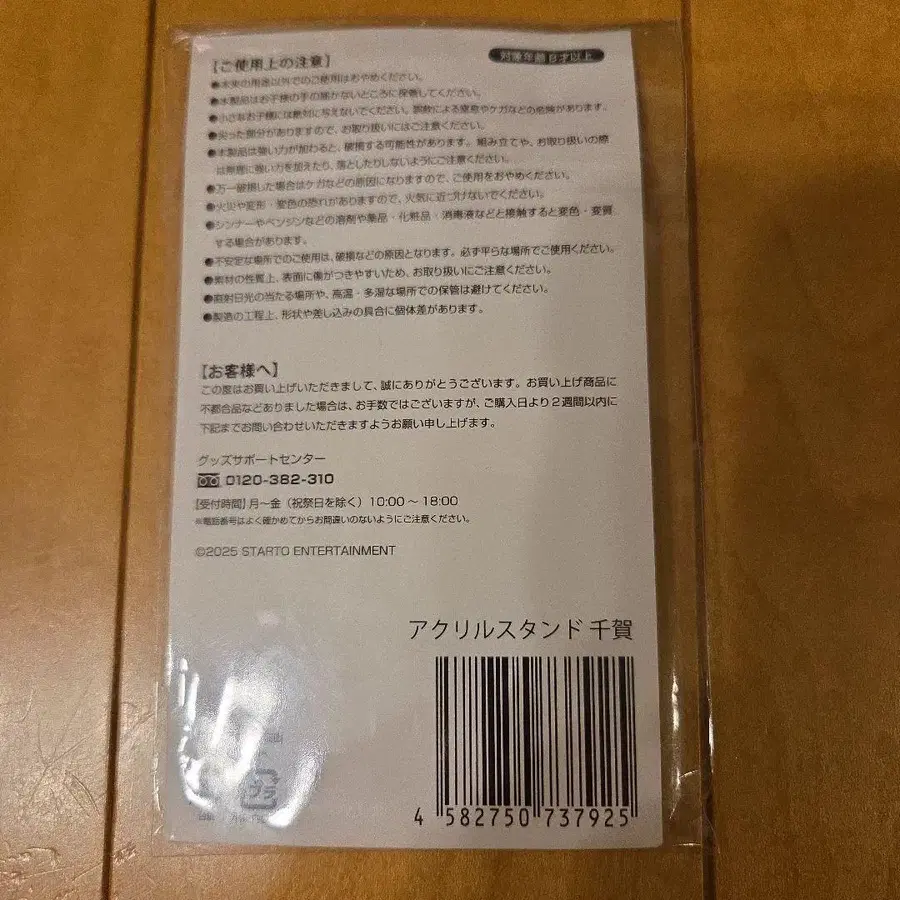 【ご使用上の注意】
対象年齢8才以上
●本来の用途以外でのご使用はおやめください。
●本製品はお子様の手の届かないところに保管してください。
●小さなお子様には絶対に与えないでください。誤飲による窒息やケガなどの危険があります。
●尖った部分がありますので、お取り扱いにはご注意ください。
●本製品は強い力が加わると、破損する可能性があります。組み立てや、お取り扱いの際
は無理に強い力を加えたり、落としたりしないようにご注意ください。
●万一破損した場合はケガなどの原因になりますので、ご使用をおやめください。
●火災や変形・変色の恐れがありますので、火気に近づけないでください。
●シンナーやベンジンなどの溶剤や薬品・化粧品・消毒液などと接触すると変色・変質
する場合があります。
●不安定な場所でのご使用は、破損などの原因となります。必ず平らな場所でご使用ください。
●素材の性質上、表面に傷がつきやすいため、お取り扱いにご注意ください。
●直射日光の当たる場所や、高温・多湿な場所での保管は避けてください。
●製造の工程上、形状や差し込みの具合に個体差があります。
【お客様へ】
この度はお買い上げいただきまして、誠にありがとうございます。お買い上げ商品に
不都合品などありました場合は、お手数ではございますが、ご購入日より2週間以内に
下記までお問い合わせいただきますようお願い申し上げます。
グッズサポートセンター
0120-382-310
【受付時間】月〜金（祝祭日を除く）10:00〜18:00
※電話番号はよく確かめてからお間違いのないようにご注意ください。
©2025 STARTO ENTERTAINMENT
アクリルスタンド 千賀
プラ
4 582750 737925